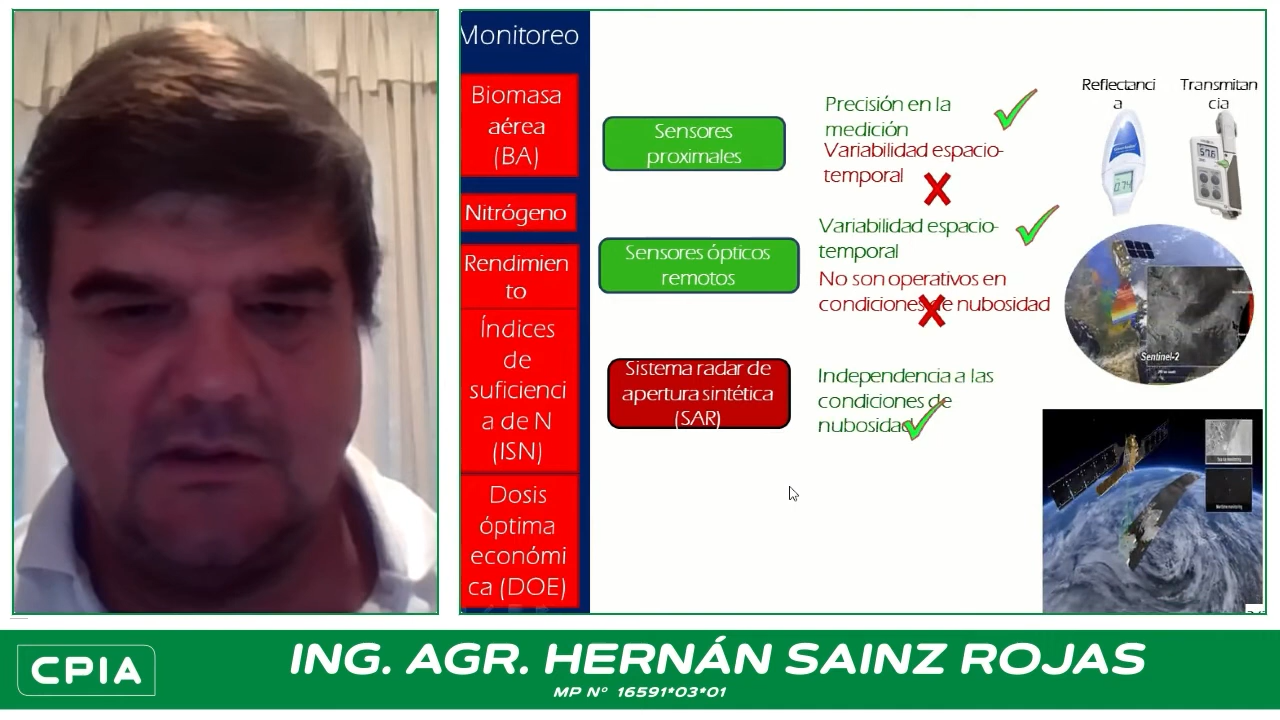 Monitoreo
Biomasa
aérea
(BA)
Nitrógeno
Rendimien
to
Índices
de
suficienci
a de N
(ISN)
Dosis
óptima
económi
ca (DOE)
Sensores
proximales
Precisión en la
medición
Variabilidad espacio-
temporal
Reflectanci
a
Transmitan
cia
Sensores ópticos
remotos
Variabilidad espacio-
temporal
No son operativos en
condiciones de nubosidad
Sentinel-2
Sistema radar de
apertura sintética
(SAR)
Independencia a las
condiciones de
nubosidad
CPIA
ING. AGR. HERNÁN SAINZ ROJAS
MP Nº 16591*03*01